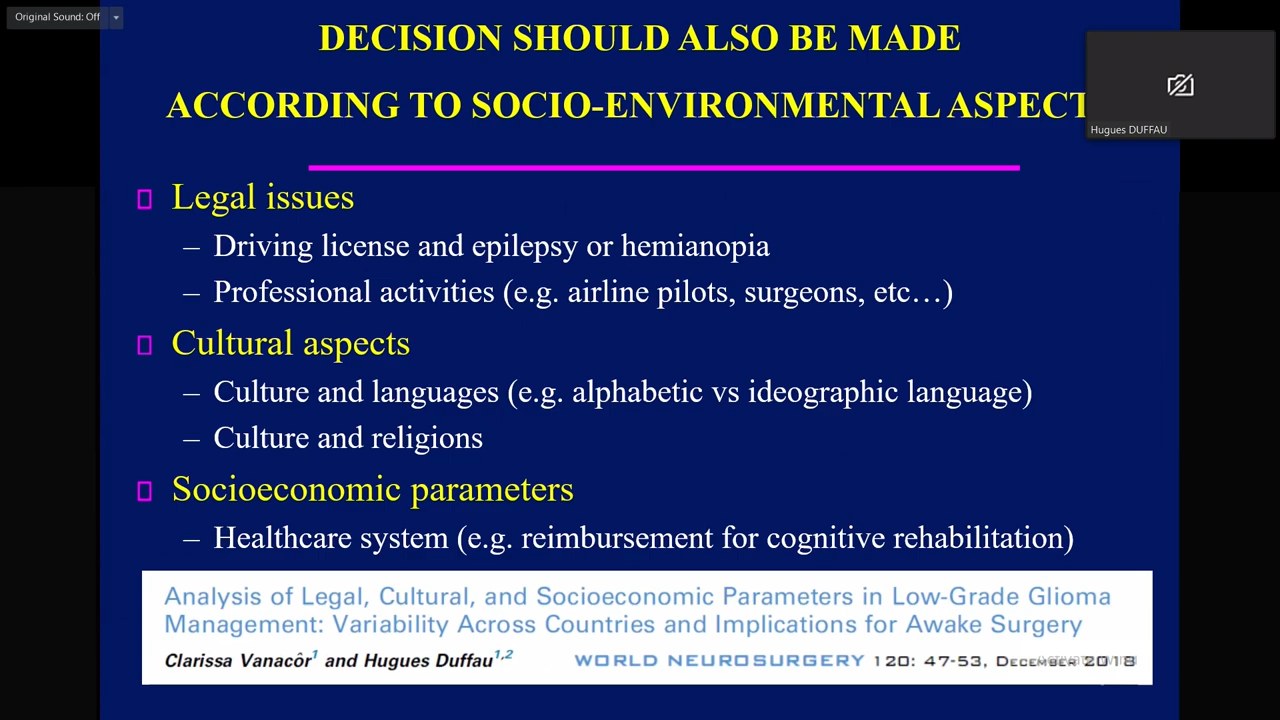 Original Sound: Off
DECISION SHOULD ALSO BE MADE
ACCORDING TO SOCIO-ENVIRONMENTAL ASPECT
Hugues DUFFAU
Legal issues
– Driving license and epilepsy or hemianopia
– Professional activities (e.g. airline pilots, surgeons, etc…)
Cultural aspects
– Culture and languages (e.g. alphabetic vs ideographic language)
– Culture and religions
Socioeconomic parameters
– Healthcare system (e.g. reimbursement for cognitive rehabilitation)
Analysis of Legal, Cultural, and Socioeconomic Parameters in Low-Grade Glioma
Management: Variability Across Countries and Implications for Awake Surgery
Clarissa Vanacôr1 and Hugues Duffau1,2 WORLD NEUROSURGERY 120: 47-53, DECEMBER 2018